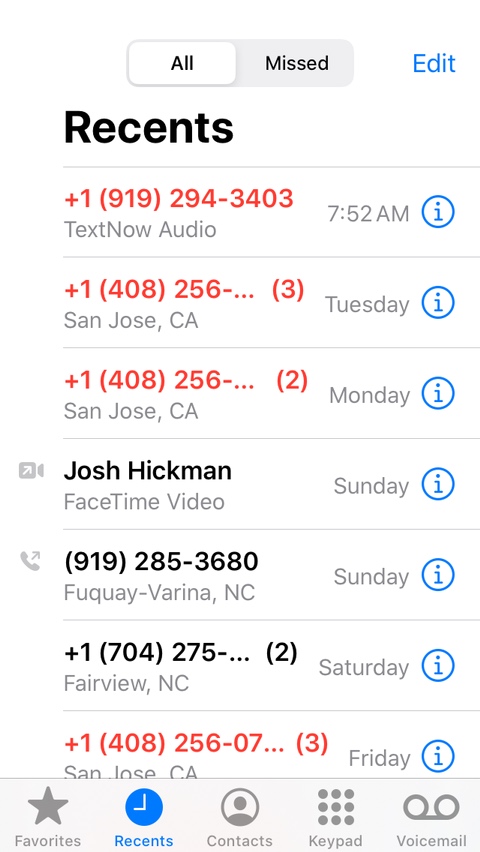 All
Missed
Edit
Recents
+1 (919) 294-3403
7:52 AM
TextNow Audio
+1 (408) 256-... (3)
Tuesday
San Jose, CA
+1 (408) 256-... (2)
Monday
San Jose, CA
Josh Hickman
Sunday
FaceTime Video
(919) 285-3680
Sunday
Fuquay-Varina, NC
+1 (704) 275-... (2)
Saturday
Fairview, NC
+1 (408) 256-07... (3)
Friday
San Jose, CA
Favorites
Recents
Contacts
Keypad
Voicemail